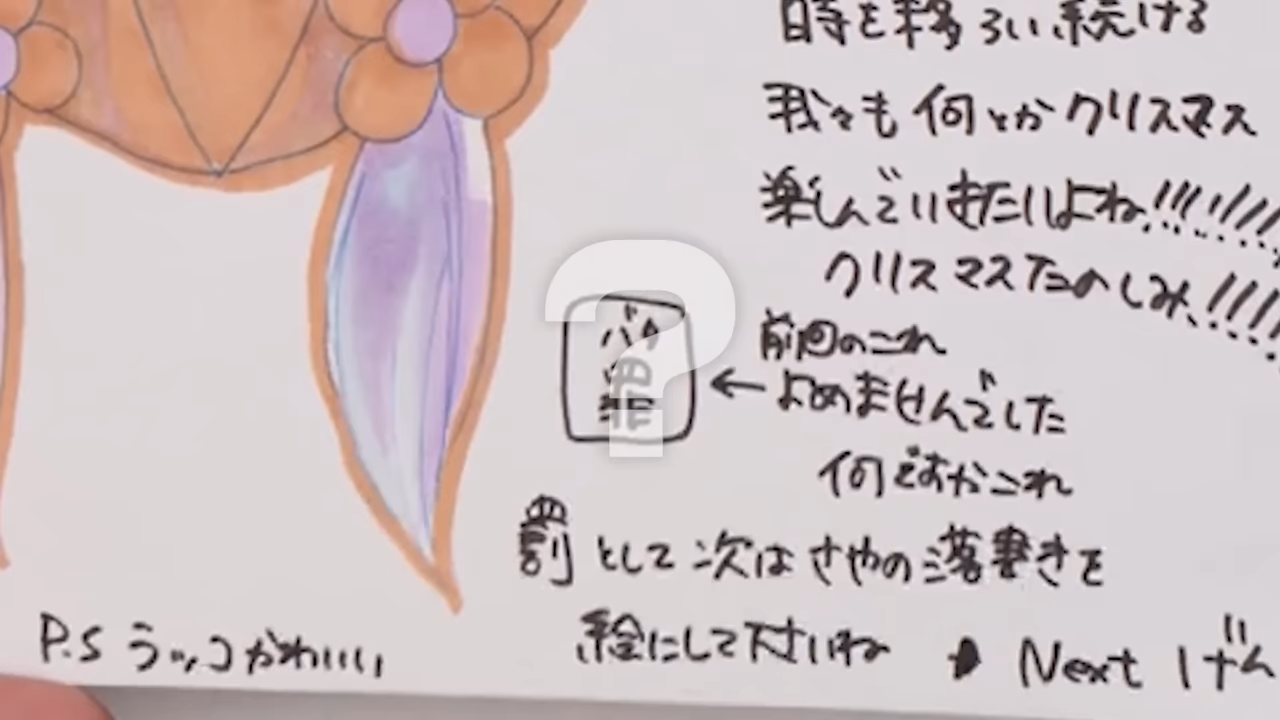 時を移ろい続ける
我々も何とかクリスマス
楽しんでいきたいよね!!!!!!!
クリスマスたのしみ、!!!!
前回のこれ
← よめませんでした
何ですかこれ
罰として次はさやの落書きを
絵にして下さいね
Next げん
P.S ラッコかわいい
?